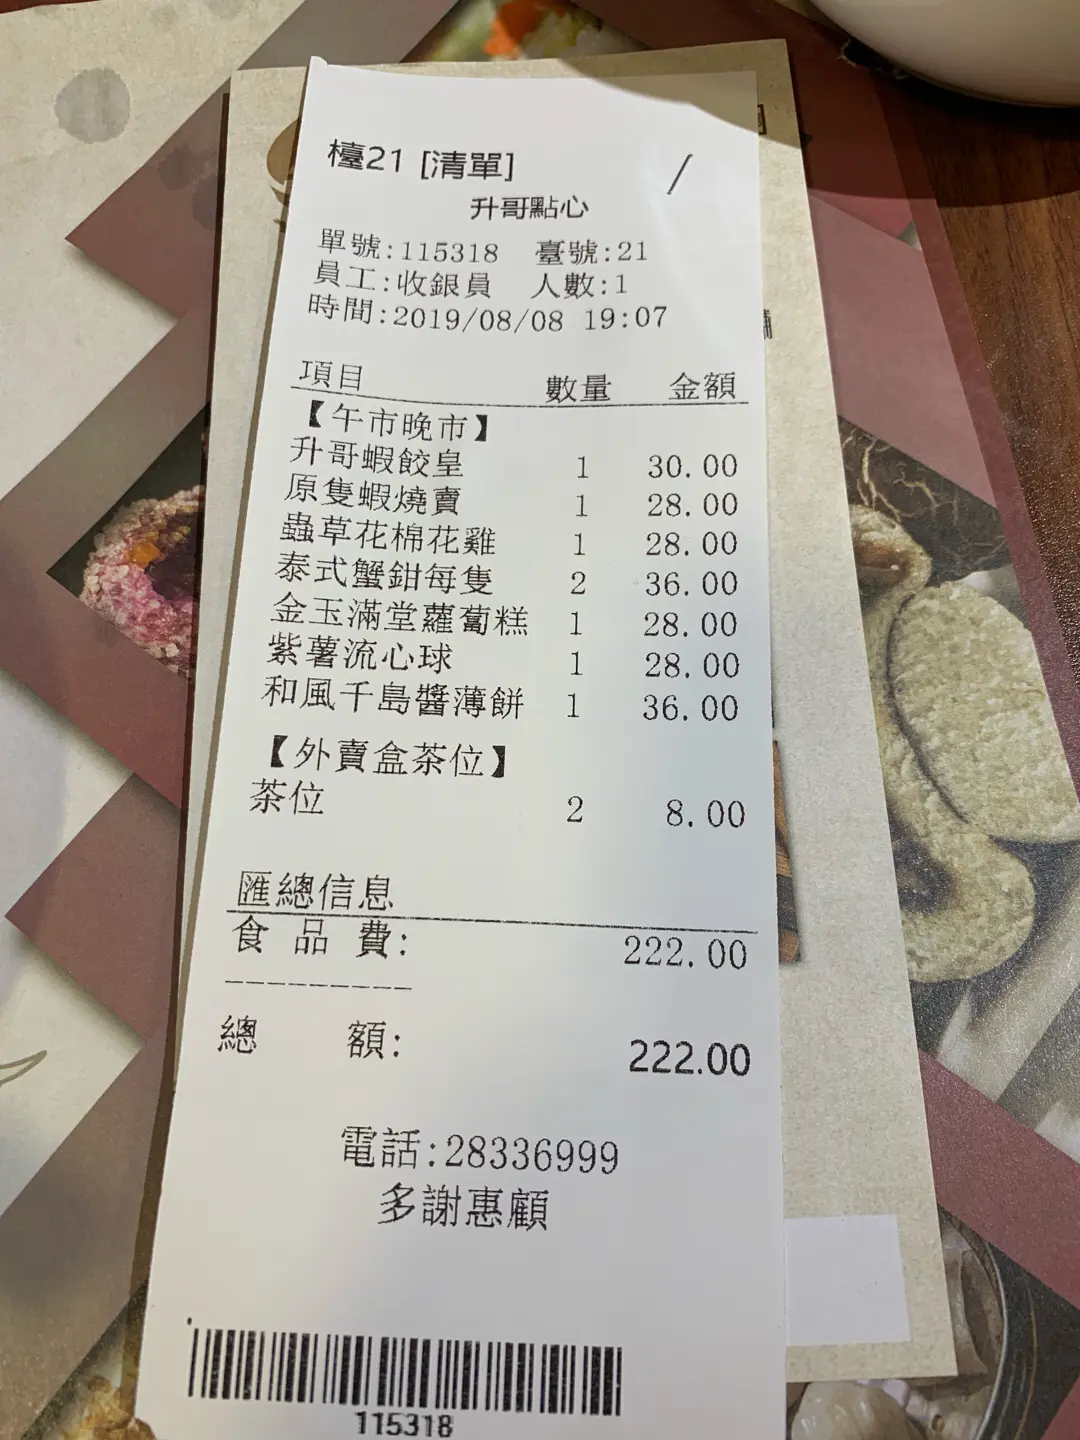 檯21 [清單]
升哥點心
單號:115318 臺號:21
員工:收銀員 人數:1
時間:2019/08/08 19:07
項目 數量 金額
【午市晚市】
升哥蝦餃皇 1 30.00
原隻蝦燒賣 1 28.00
蟲草花棉花雞 1 28.00
泰式蟹鉗每隻 2 36.00
金玉滿堂蘿蔔糕 1 28.00
紫薯流心球 1 28.00
和風千島醬薄餅 1 36.00
【外賣盒茶位】
茶位 2 8.00
匯總信息
食品費: 222.00
---------
總額: 222.00
電話:28336999
多謝惠顧
115318